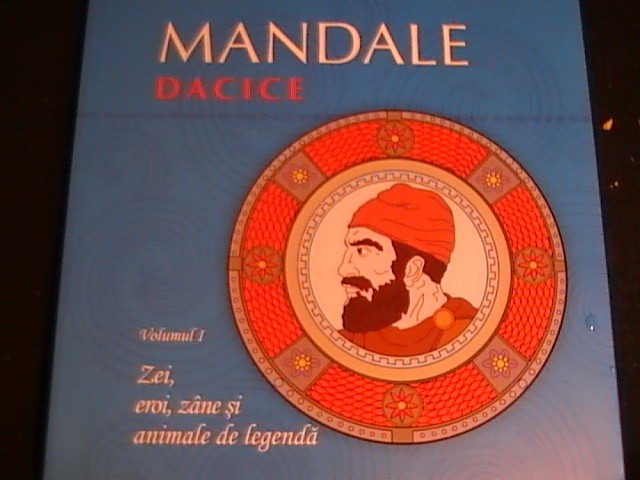 MANDALE
DACICE
Volumul I
Zei,
eroi, zâne și
animale de legendă